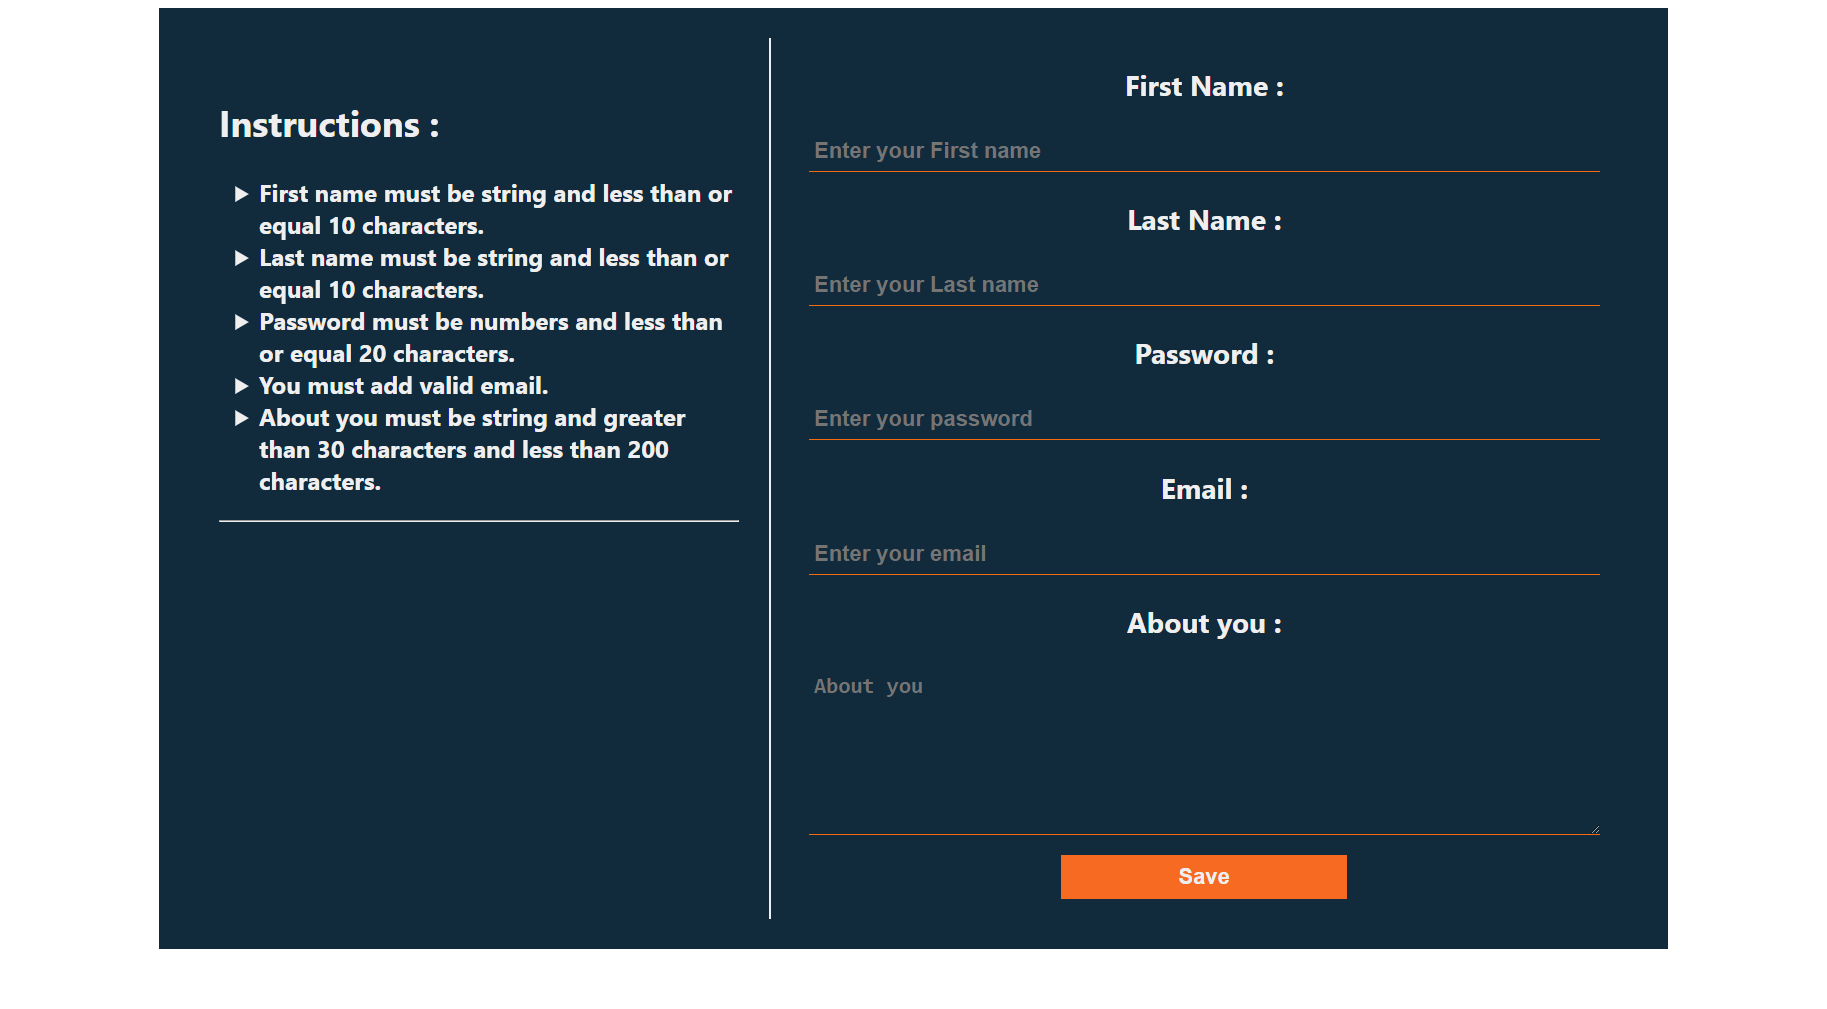 Instructions :
First name must be string and less than or
equal 10 characters.
Last name must be string and less than or
equal 10 characters.
Password must be numbers and less than
or equal 20 characters.
You must add valid email.
About you must be string and greater
than 30 characters and less than 200
characters.
First Name :
Enter your First name
Last Name :
Enter your Last name
Password :
Enter your password
Email :
Enter your email
About you :
About you
Save